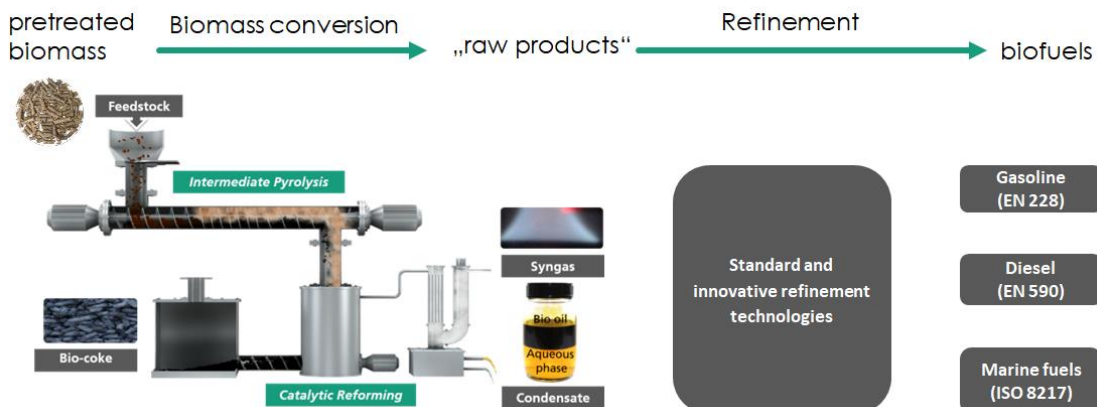 pretreated
biomass
Biomass conversion
„raw products“
Refinement
biofuels
Feedstock
Intermediate Pyrolysis
Syngas
Bio-coke
Bio oil
Aqueous
phase
Condensate
Catalytic Reforming
Standard and
innovative refinement
technologies
Gasoline
(EN 228)
Diesel
(EN 590)
Marine fuels
(ISO 8217)